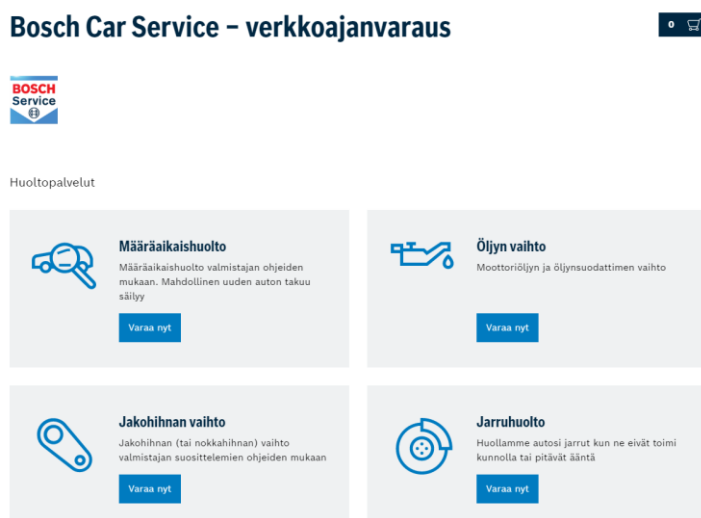 Bosch Car Service – verkkoajanvaraus
0
BOSCH
Service
Huoltopalvelut
Määräaikaishuolto
Määräaikaishuolto valmistajan ohjeiden
mukaan. Mahdollinen uuden auton takuu
säilyy
Varaa nyt
Öljyn vaihto
Moottoriöljyn ja öljynsuodattimen vaihto
Varaa nyt
Jakohihnan vaihto
Jakohihnan (tai nokkahihnan) vaihto
valmistajan suosittelemien ohjeiden mukaan
Varaa nyt
Jarruhuolto
Huollamme autosi jarrut kun ne eivät toimi
kunnolla tai pitävät ääntä
Varaa nyt